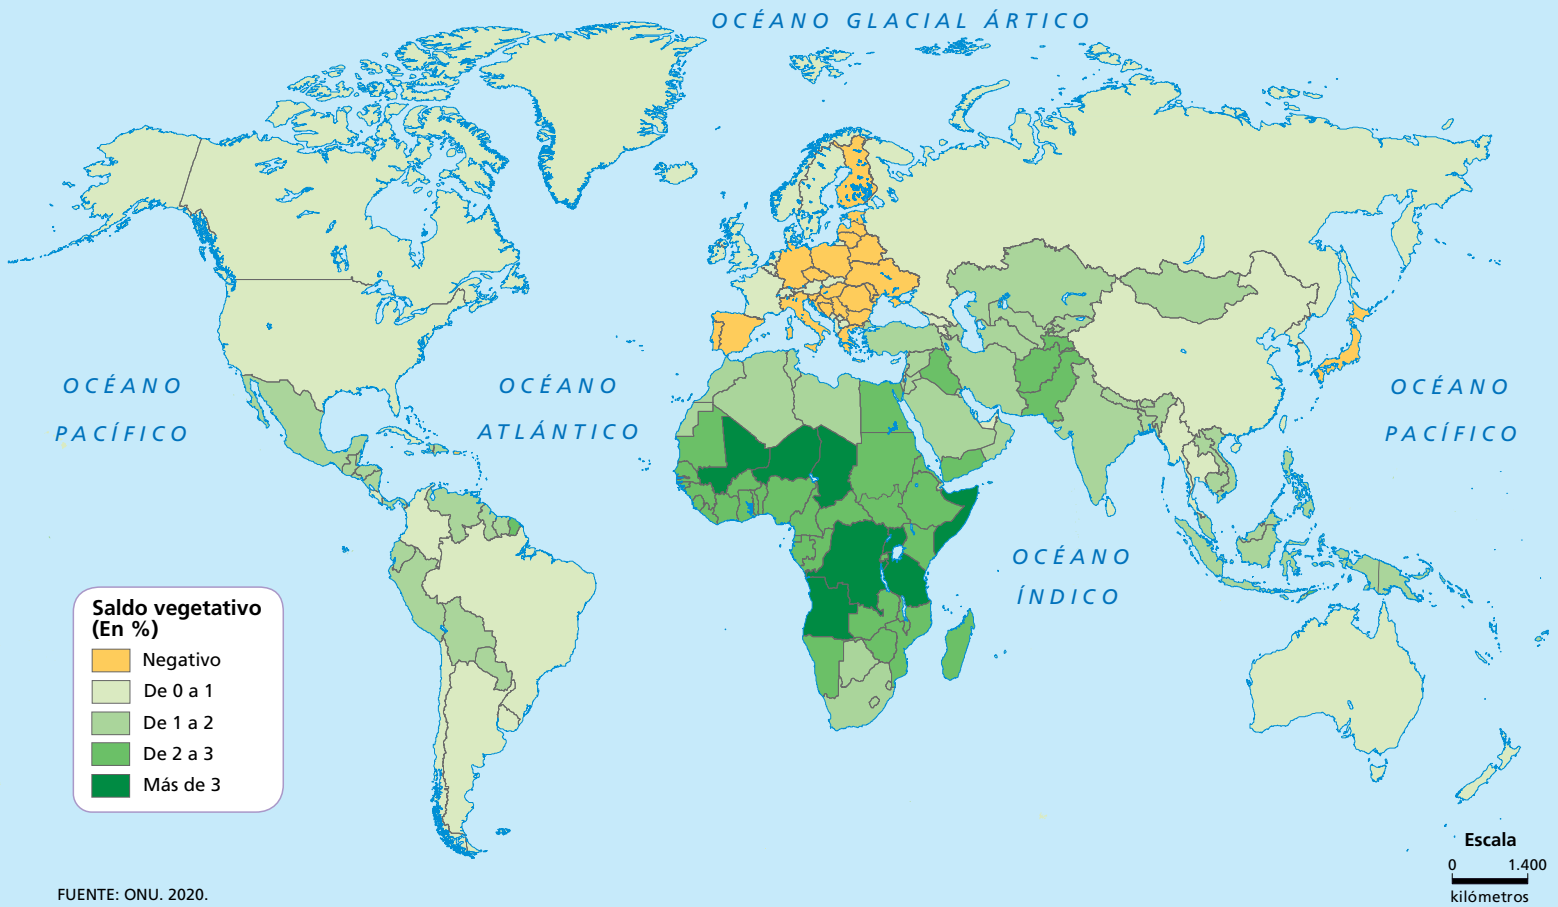 OCÉANO GLACIAL ÁRTICO
OCÉANO
PACÍFICO
OCÉANO
ATLÁNTICO
OCÉANO
PACÍFICO
OCÉANO
ÍNDICO
Saldo vegetativo
(En %)
Negativo
De 0 a 1
De 1 a 2
De 2 a 3
Más de 3
Escala
0 1.400
kilómetros
FUENTE: ONU. 2020.